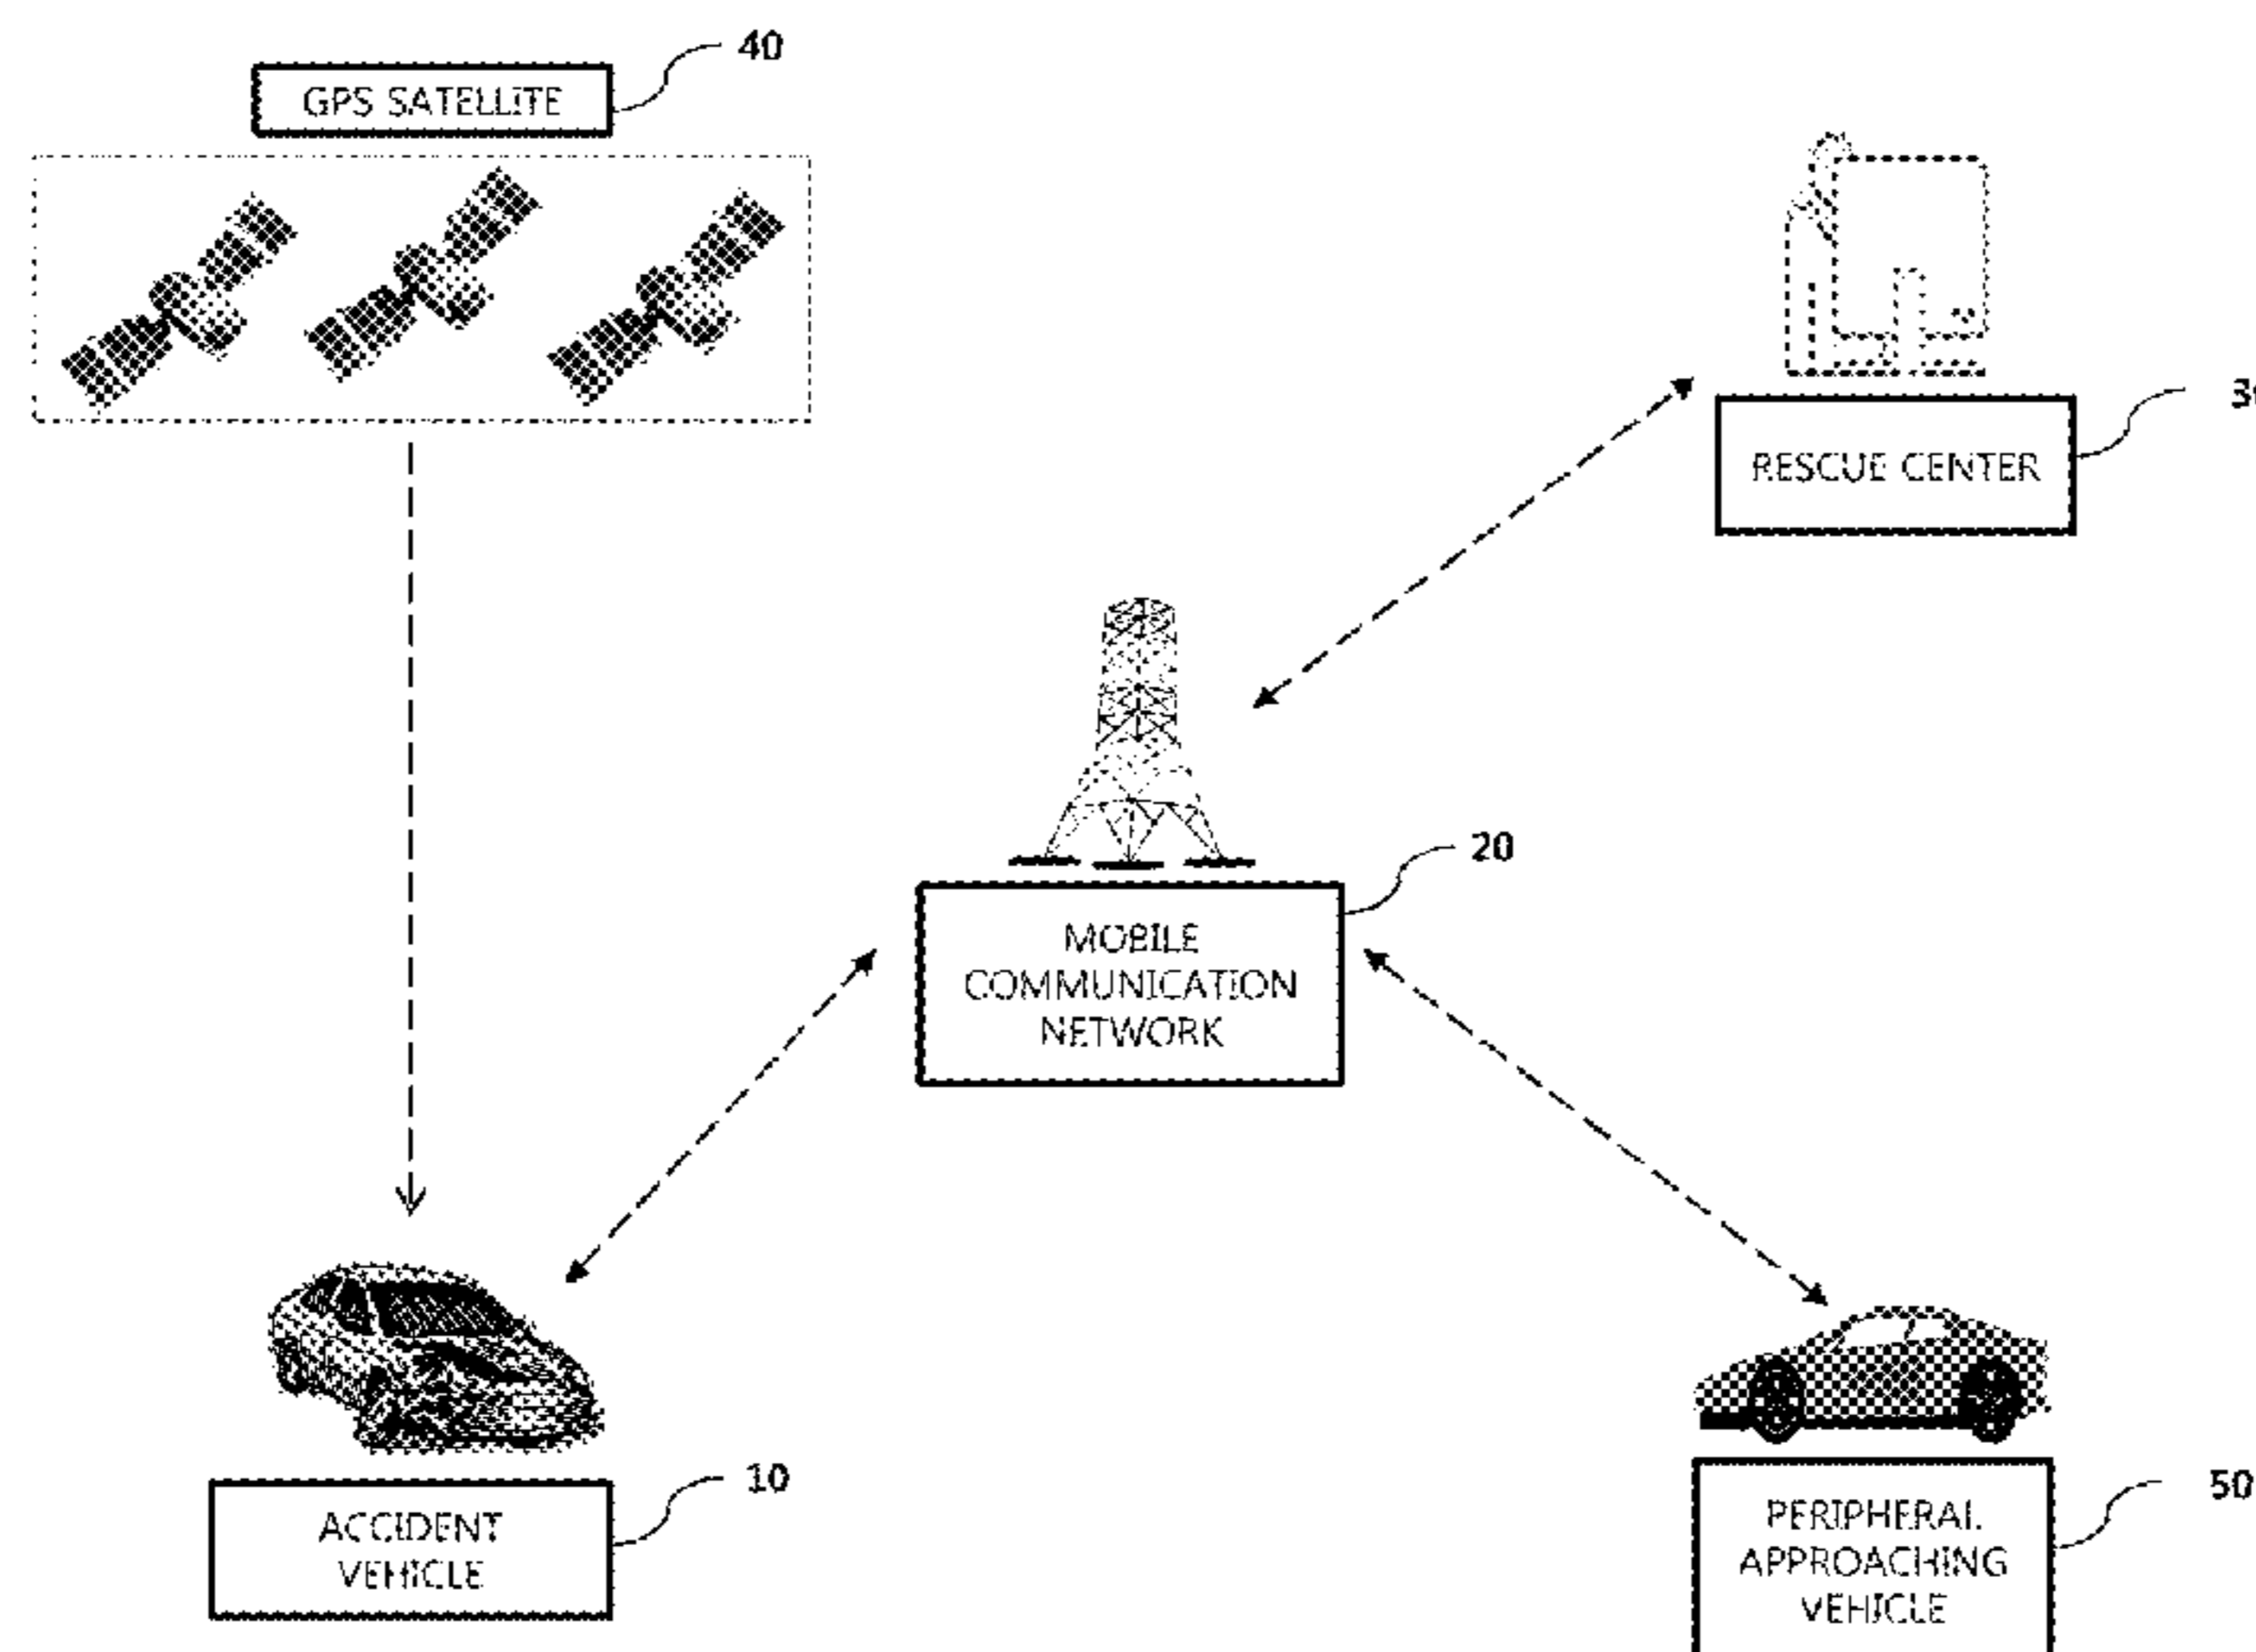 40
GPS SATELLITE
RESCUE CENTER
20
MOBILE
COMMUNICATION
NETWORK
10
ACCIDENT
VEHICLE
50
PERIPHERAL
APPROACHING
VEHICLE